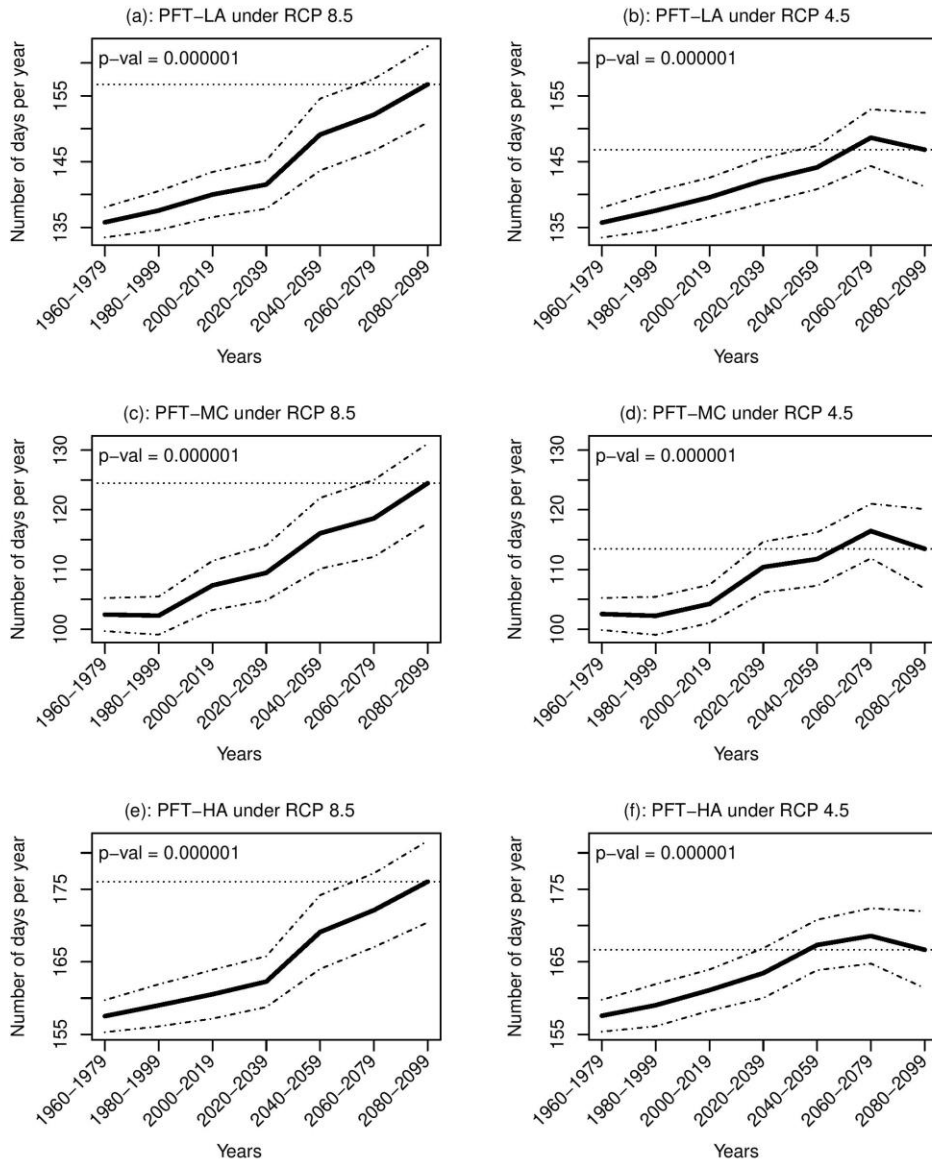 (a): PFT−LA under RCP 8.5
p−val = 0.000001
Number of days per year
135 145 155
1960−1979 1980−1999 2000−2019 2020−2039 2040−2059 2060−2079 2080−2099
Years
(b): PFT−LA under RCP 4.5
p−val = 0.000001
Number of days per year
135 145 155
1960−1979 1980−1999 2000−2019 2020−2039 2040−2059 2060−2079 2080−2099
Years
(c): PFT−MC under RCP 8.5
p−val = 0.000001
Number of days per year
100 110 120 130
1960−1979 1980−1999 2000−2019 2020−2039 2040−2059 2060−2079 2080−2099
Years
(d): PFT−MC under RCP 4.5
p−val = 0.000001
Number of days per year
100 110 120 130
1960−1979 1980−1999 2000−2019 2020−2039 2040−2059 2060−2079 2080−2099
Years
(e): PFT−HA under RCP 8.5
p−val = 0.000001
Number of days per year
155 165 175
1960−1979 1980−1999 2000−2019 2020−2039 2040−2059 2060−2079 2080−2099
Years
(f): PFT−HA under RCP 4.5
p−val = 0.000001
Number of days per year
155 165 175
1960−1979 1980−1999 2000−2019 2020−2039 2040−2059 2060−2079 2080−2099
Years